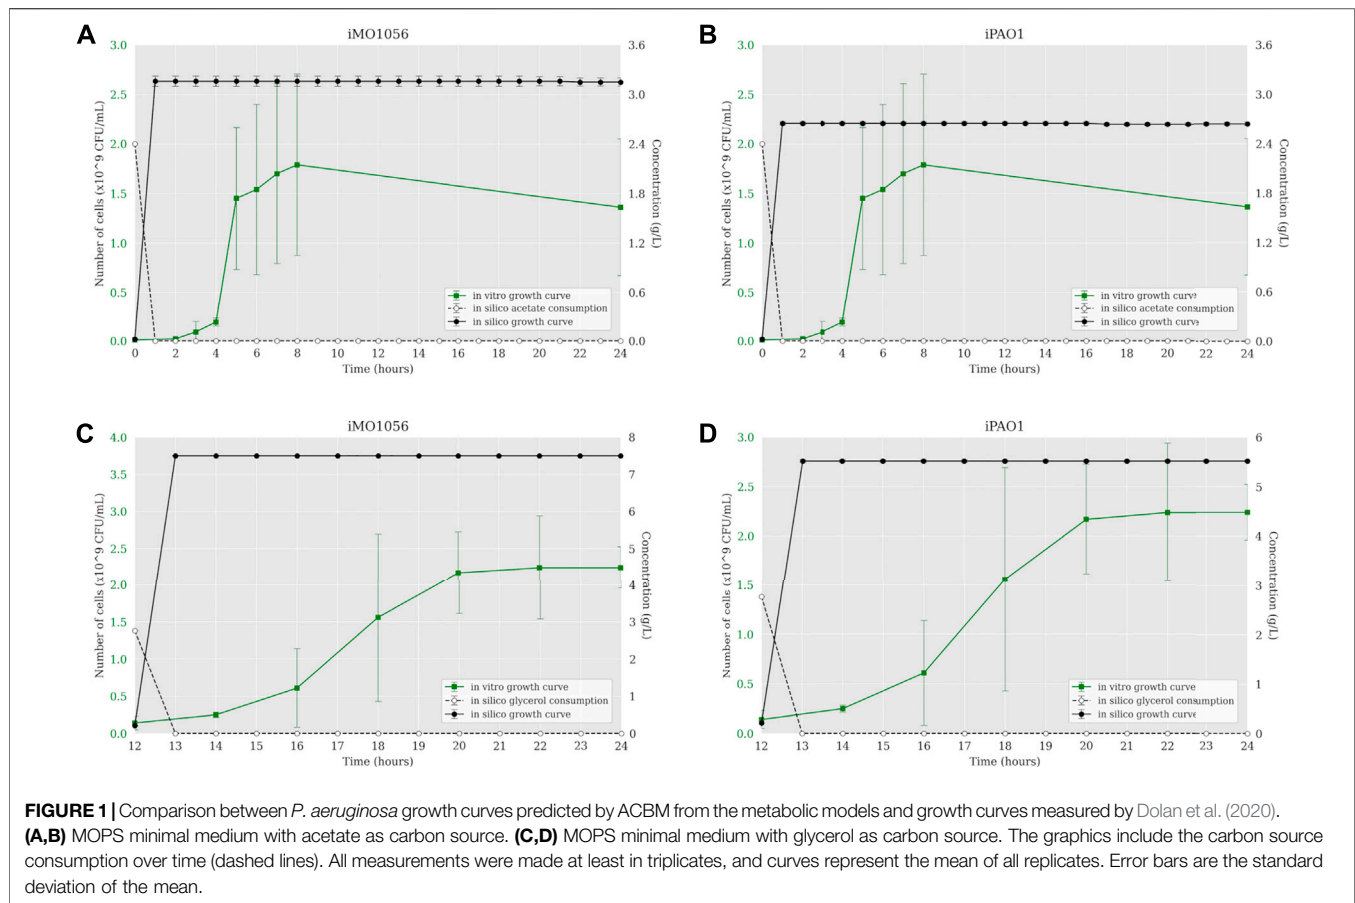 A
iMO1056
3.0
2.5
2.0
1.5
1.0
0.5
0.0
Number of cells (x10^9 CFU/mL)
3.6
3.0
2.4
1.8
1.2
0.6
0.0
Concentration (g/L)
in vitro growth curve
in silico acetate consumption
in silico growth curve
0 2 4 6 8 10 12 14 16 18 20 22 24
Time (hours)
B
iPAO1
3.0
2.5
2.0
1.5
1.0
0.5
0.0
Number of cells (x10^9 CFU/mL)
3.6
3.0
2.4
1.8
1.2
0.6
0.0
Concentration (g/L)
in vitro growth curve
in silico acetate consumption
in silico growth curve
0 2 4 6 8 10 12 14 16 18 20 22 24
Time (hours)
C
iMO1056
4.0
3.5
3.0
2.5
2.0
1.5
1.0
0.5
0.0
Number of cells (x10^9 CFU/mL)
8
7
6
5
4
3
2
1
0
Concentration (g/L)
in vitro growth curve
in silico glycerol consumption
in silico growth curve
12 13 14 15 16 17 18 19 20 21 22 23 24
Time (hours)
D
iPAO1
3.0
2.5
2.0
1.5
1.0
0.5
0.0
Number of cells (x10^9 CFU/mL)
6
5
4
3
2
1
0
Concentration (g/L)
in vitro growth curve
in silico glycerol consumption
in silico growth curve
12 13 14 15 16 17 18 19 20 21 22 23 24
Time (hours)
FIGURE 1 | Comparison between P. aeruginosa growth curves predicted by ACBM from the metabolic models and growth curves measured by Dolan et al. (2020).
(A,B) MOPS minimal medium with acetate as carbon source. (C,D) MOPS minimal medium with glycerol as carbon source. The graphics include the carbon source
consumption over time (dashed lines). All measurements were made at least in triplicates, and curves represent the mean of all replicates. Error bars are the standard
deviation of the mean.